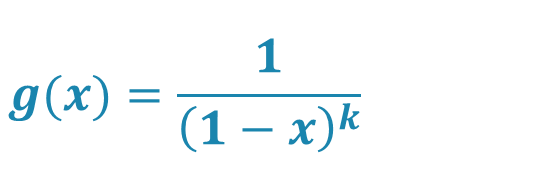 g(x) = 1/(1 − x)^k